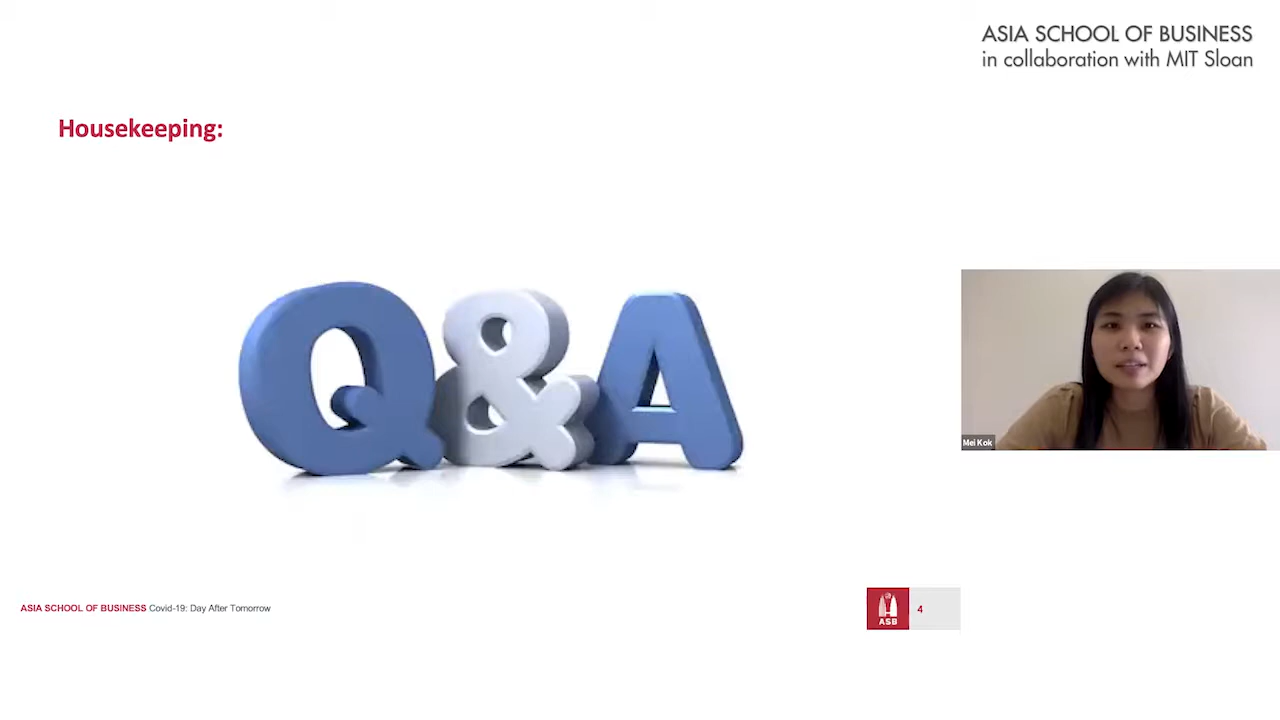 ASIA SCHOOL OF BUSINESS
in collaboration with MIT Sloan
Housekeeping:
Q&A
Mei Kok
ASIA SCHOOL OF BUSINESS Covid-19: Day After Tomorrow
ASB
4